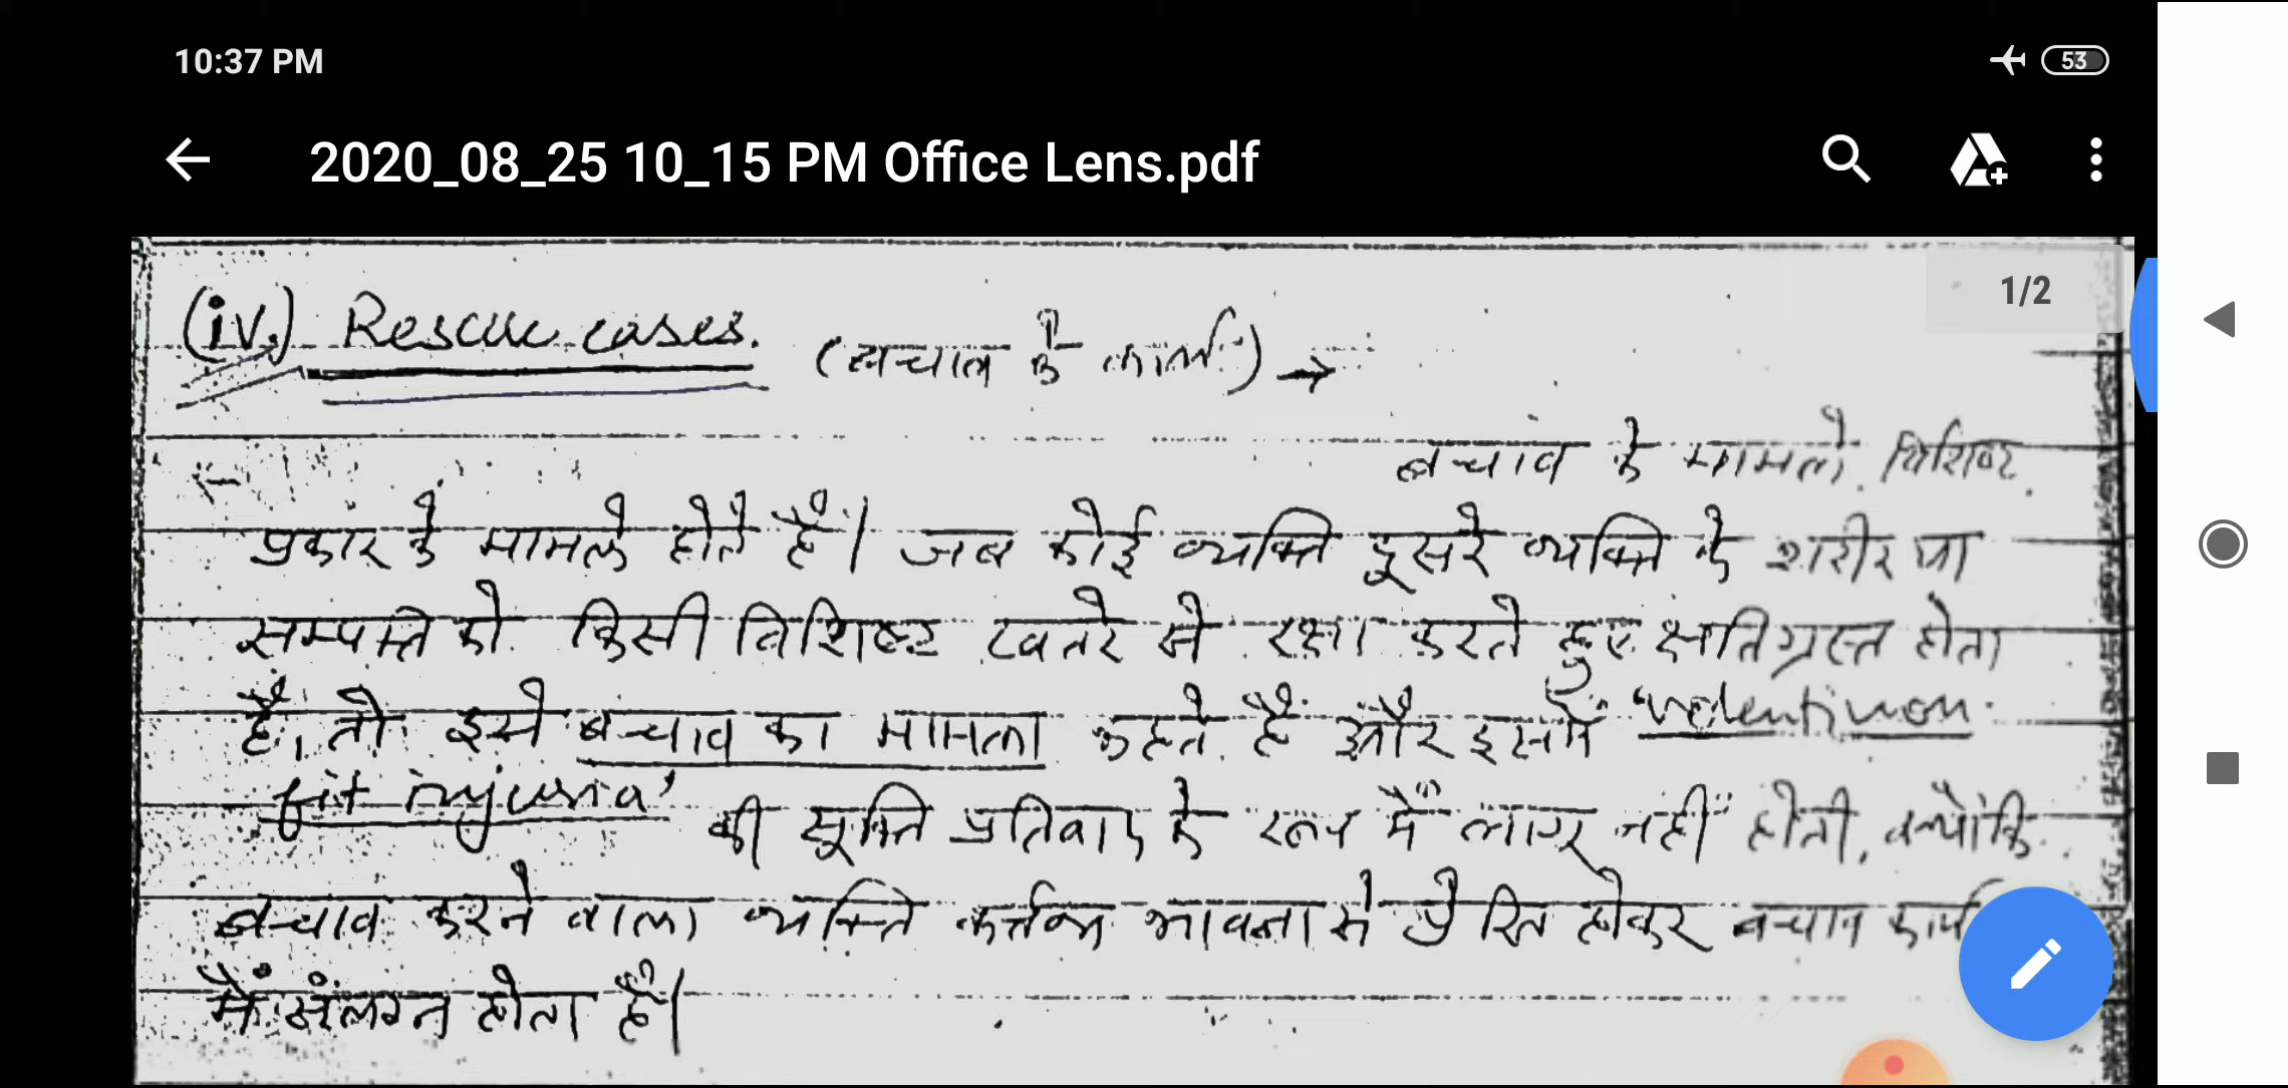 10:37 PM
53
2020_08_25 10_15 PM Office Lens.pdf
1/2
(iv.) Rescue cases. (बचाव के कार्य) →
बचाव के मामले विशिष्ट
प्रकार के मामले होते हैं। जब कोई व्यक्ति दूसरे व्यक्ति के शरीर या
सम्पत्ति को किसी विशिष्ट खतरे से रक्षा करते हुए क्षतिग्रस्त होता
है, तो इसे बचाव का मामला कहते हैं और इसमें 'volenti non
fit injuria' की सूक्ति प्रतिवाद के रूप में लागू नहीं होती, क्योंकि
बचाव करने वाला व्यक्ति कर्त्तव्य भावना से प्रेरित होकर बचाव कार्य
में संलग्न होता है।